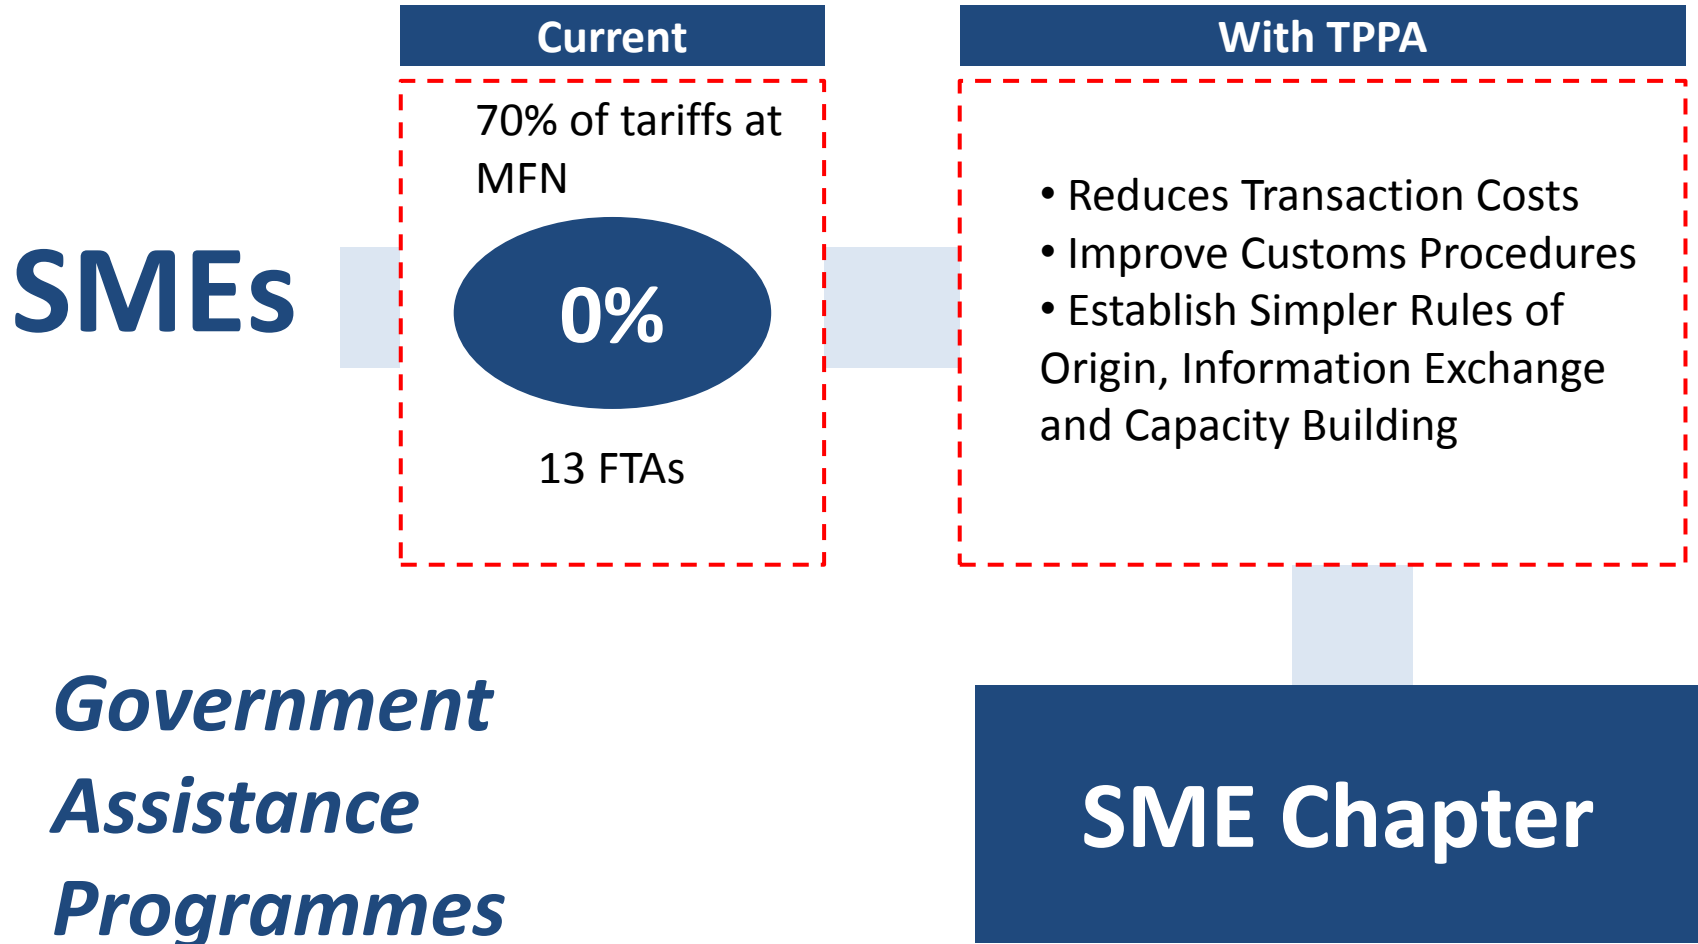 Current
With TPPA
SMEs
70% of tariffs at
MFN
0%
13 FTAs
• Reduces Transaction Costs
• Improve Customs Procedures
• Establish Simpler Rules of
Origin, Information Exchange
and Capacity Building
Government
Assistance
Programmes
SME Chapter